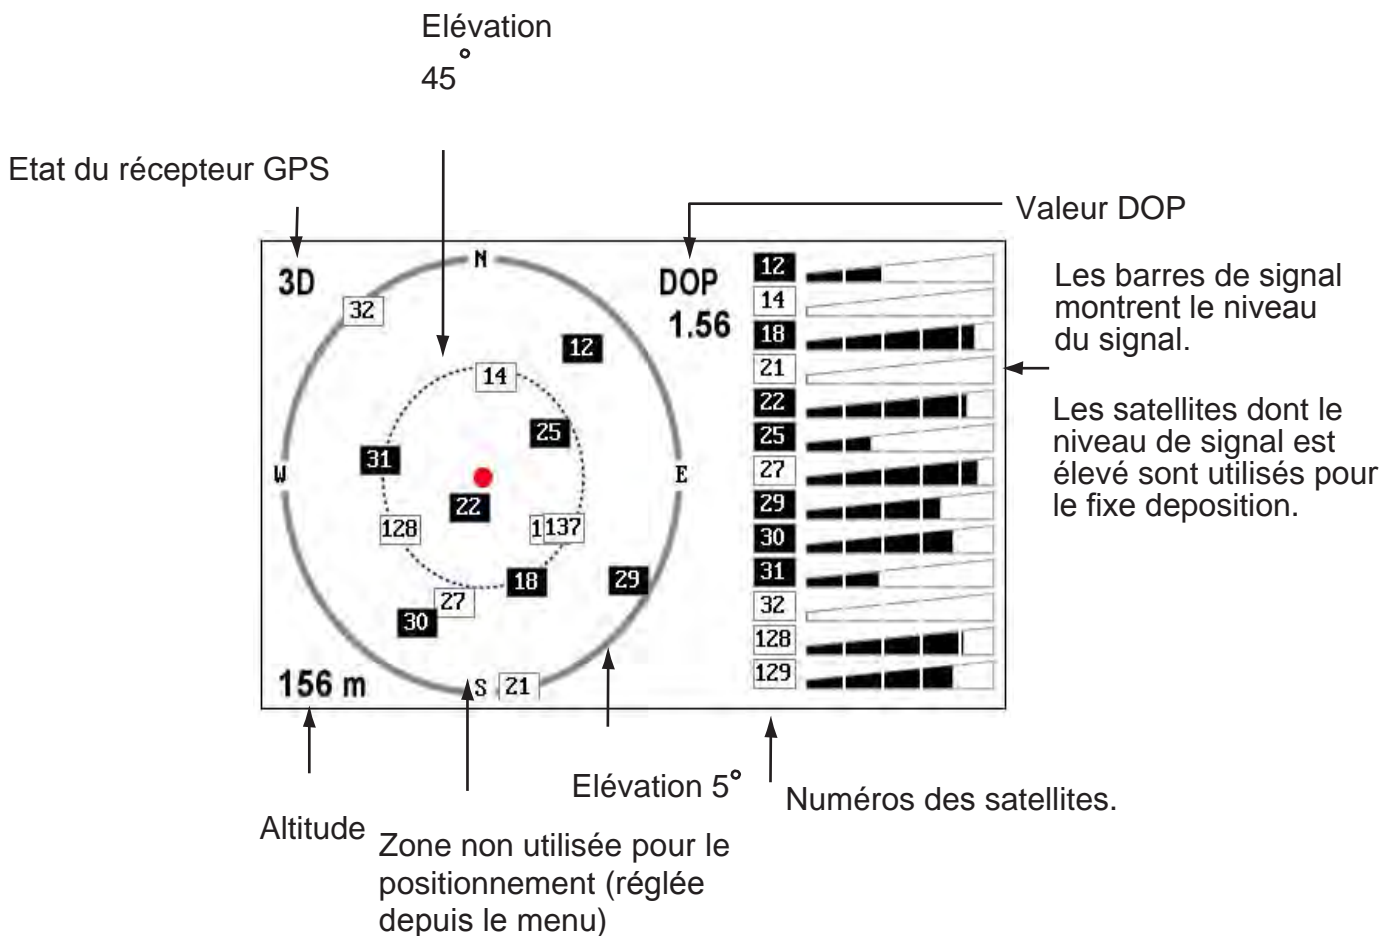 Elévation
45°
Etat du récepteur GPS
Valeur DOP
3D
N
DOP
1.56
32
12
14
25
31
W
E
22
128
1
137
18
29
27
30
156 m
S
21
12
14
18
21
22
25
27
29
30
31
32
128
129
Les barres de signal
montrent le niveau
du signal.
Les satellites dont le
niveau de signal est
élevé sont utilisés pour
le fixe deposition.
Elévation 5°
Numéros des satellites.
Altitude
Zone non utilisée pour le
positionnement (réglée
depuis le menu)